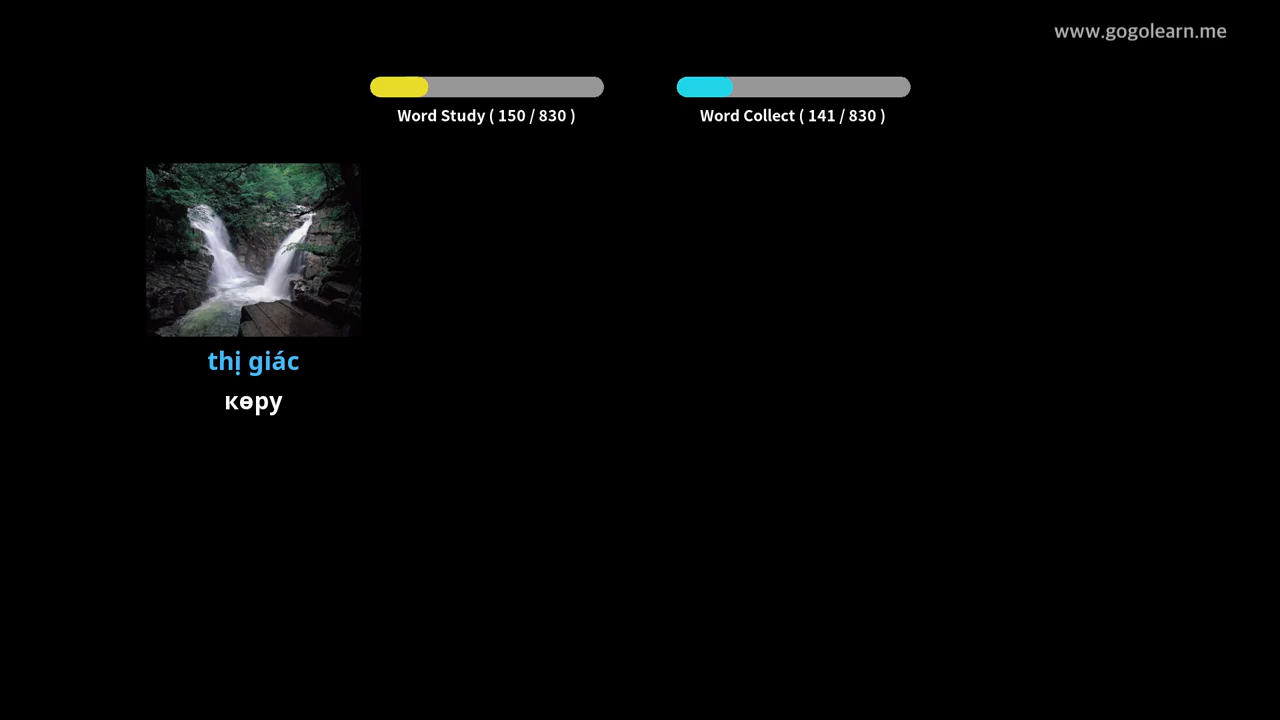 www.gogolearn.me
Word Study ( 150 / 830 )
Word Collect ( 141 / 830 )
thị giác
көру